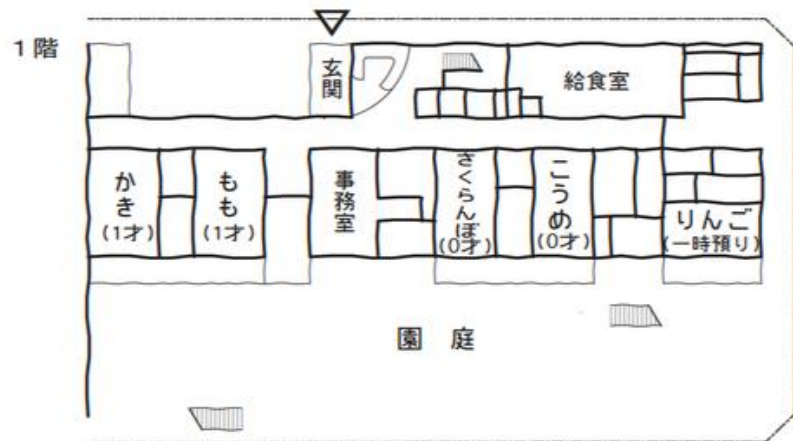 1階
玄関
給食室
かき
(1才)
もも
(1才)
事務室
さくらんぼ
(0才)
こうめ
(0才)
りんご
(一時預り)
園庭